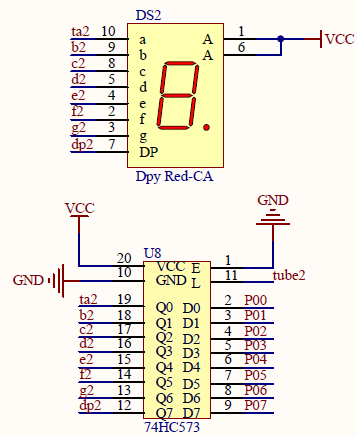 DS2
ta2 10 a A 1 VCC
b2 9 b A 6
c2 8 c
d2 5 d
e2 4 e
f2 2 f
g2 3 g
dp2 7 DP
Dpy Red-CA
VCC GND
U8
20 VCC E 1
GND 10 GND L 11 tube2
ta2 19 Q0 D0 2 P00
b2 18 Q1 D1 3 P01
c2 17 Q2 D2 4 P02
d2 16 Q3 D3 5 P03
e2 15 Q4 D4 6 P04
f2 14 Q5 D5 7 P05
g2 13 Q6 D6 8 P06
dp2 12 Q7 D7 9 P07
74HC573